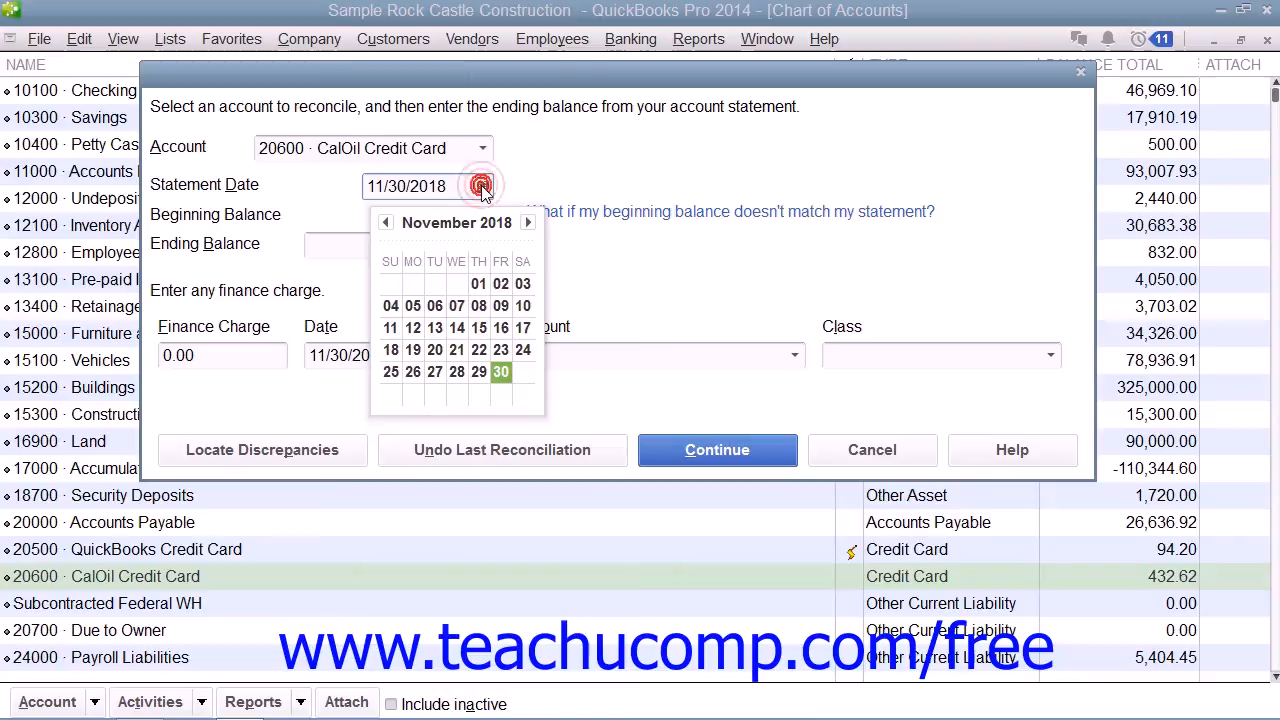 Sample Rock Castle Construction - QuickBooks Pro 2014 - [Chart of Accounts]
File Edit View Lists Favorites Company Customers Vendors Employees Banking Reports Window Help 11
NAME BALANCE TOTAL ATTACH
Select an account to reconcile, and then enter the ending balance from your account statement.
Account 20600 · CalOil Credit Card
Statement Date 11/30/2018
Beginning Balance What if my beginning balance doesn't match my statement?
Ending Balance
November 2018
SU MO TU WE TH FR SA
01 02 03
04 05 06 07 08 09 10
11 12 13 14 15 16 17
18 19 20 21 22 23 24
25 26 27 28 29 30
Enter any finance charge.
Finance Charge Date ount Class
0.00 11/30/20
Locate Discrepancies Undo Last Reconciliation Continue Cancel Help
10100 · Checking 46,969.10
10300 · Savings 17,910.19
10400 · Petty Cas 500.00
11000 · Accounts 93,007.93
12000 · Undeposi 2,440.00
12100 · Inventory A 30,683.38
12800 · Employee 832.00
13100 · Pre-paid 4,050.00
13400 · Retainage 3,703.02
15000 · Furniture a 34,326.00
15100 · Vehicles 78,936.91
15200 · Buildings 325,000.00
15300 · Constructi 15,300.00
16900 · Land 90,000.00
17000 · Accumula -110,344.60
18700 · Security Deposits Other Asset 1,720.00
20000 · Accounts Payable Accounts Payable 26,636.92
20500 · QuickBooks Credit Card Credit Card 94.20
20600 · CalOil Credit Card Credit Card 432.62
Subcontracted Federal WH Other Current Liability 0.00
20700 · Due to Owner Other Current Liability 0.00
24000 · Payroll Liabilities Other Current Liability 5,404.45
www.teachucomp.com/free
Account Activities Reports Attach Include inactive